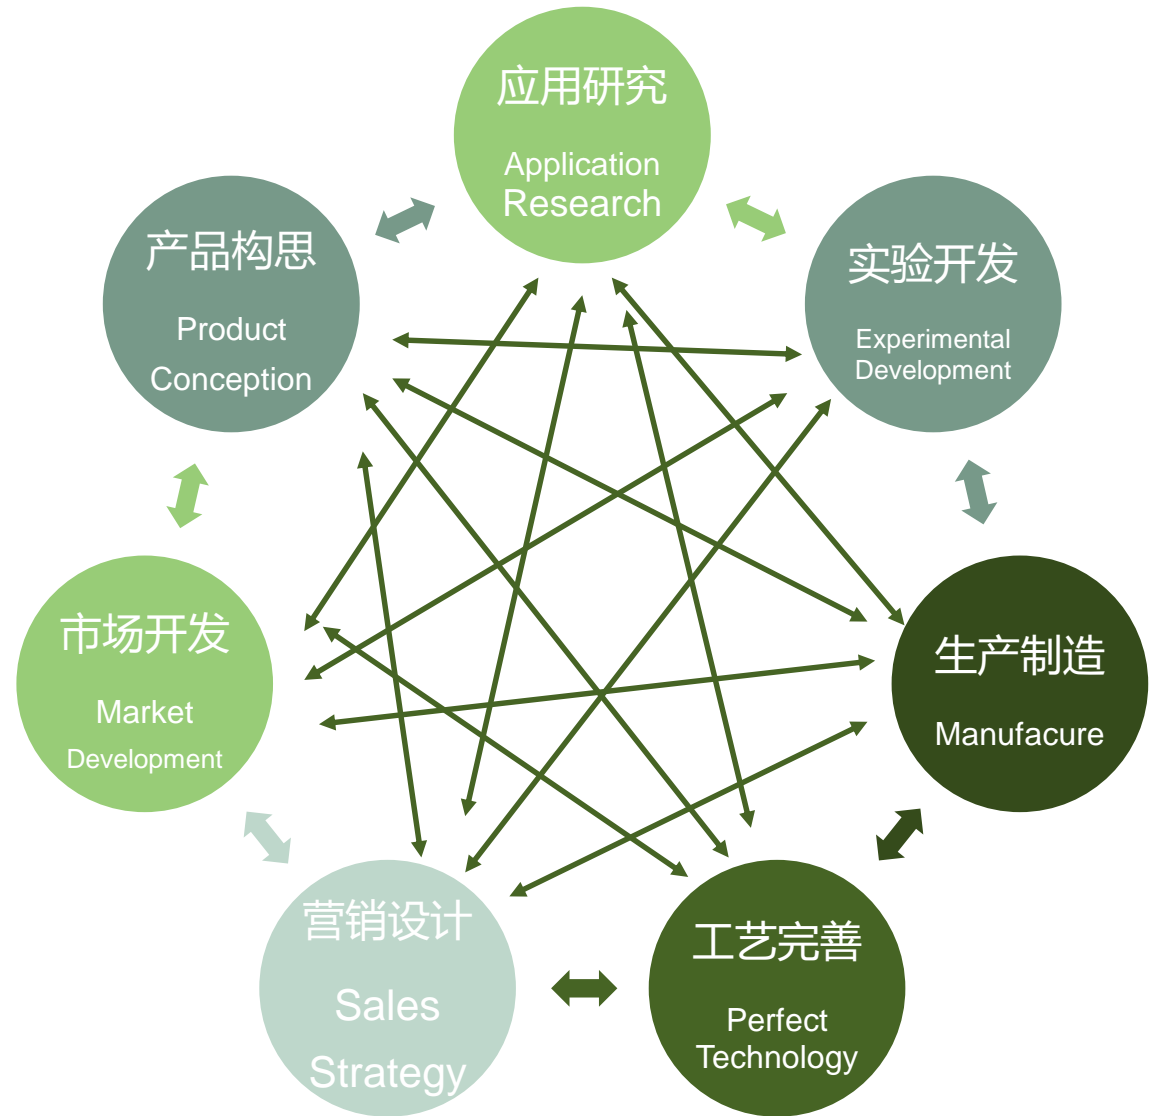 应用研究
Application
Research
产品构思
Product
Conception
实验开发
Experimental
Development
市场开发
Market
Development
生产制造
Manufacure
营销设计
Sales
Strategy
工艺完善
Perfect
Technology